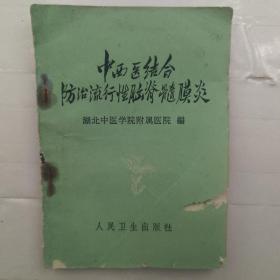 中西医结合
防治流行性脑脊髓膜炎
湖北中医学院附属医院 编
人民卫生出版社